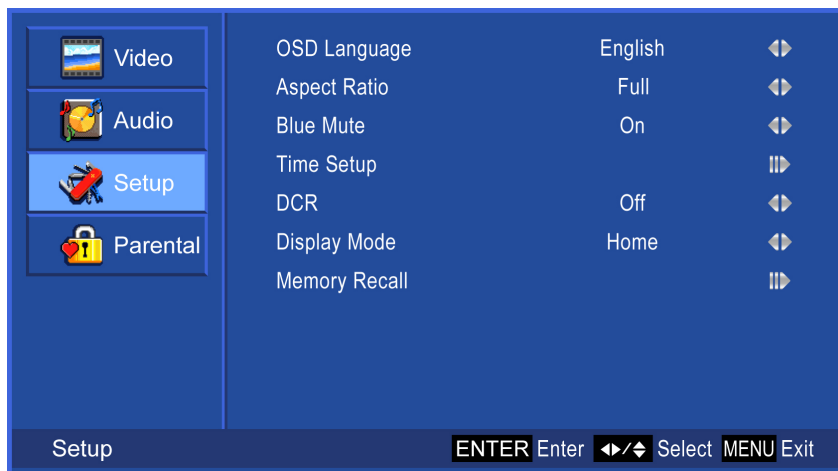 Video
Audio
Setup
Parental
OSD Language English
Aspect Ratio Full
Blue Mute On
Time Setup
DCR Off
Display Mode Home
Memory Recall
Setup ENTER Enter / Select MENU Exit